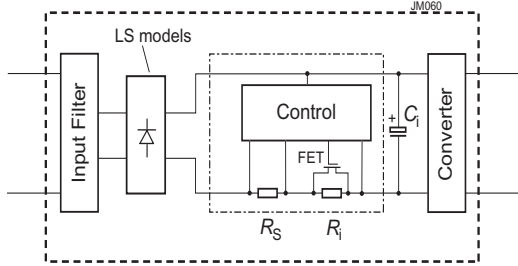 JM060
LS models
Input Filter
Control
FET
+
Ci
Converter
RS
Ri